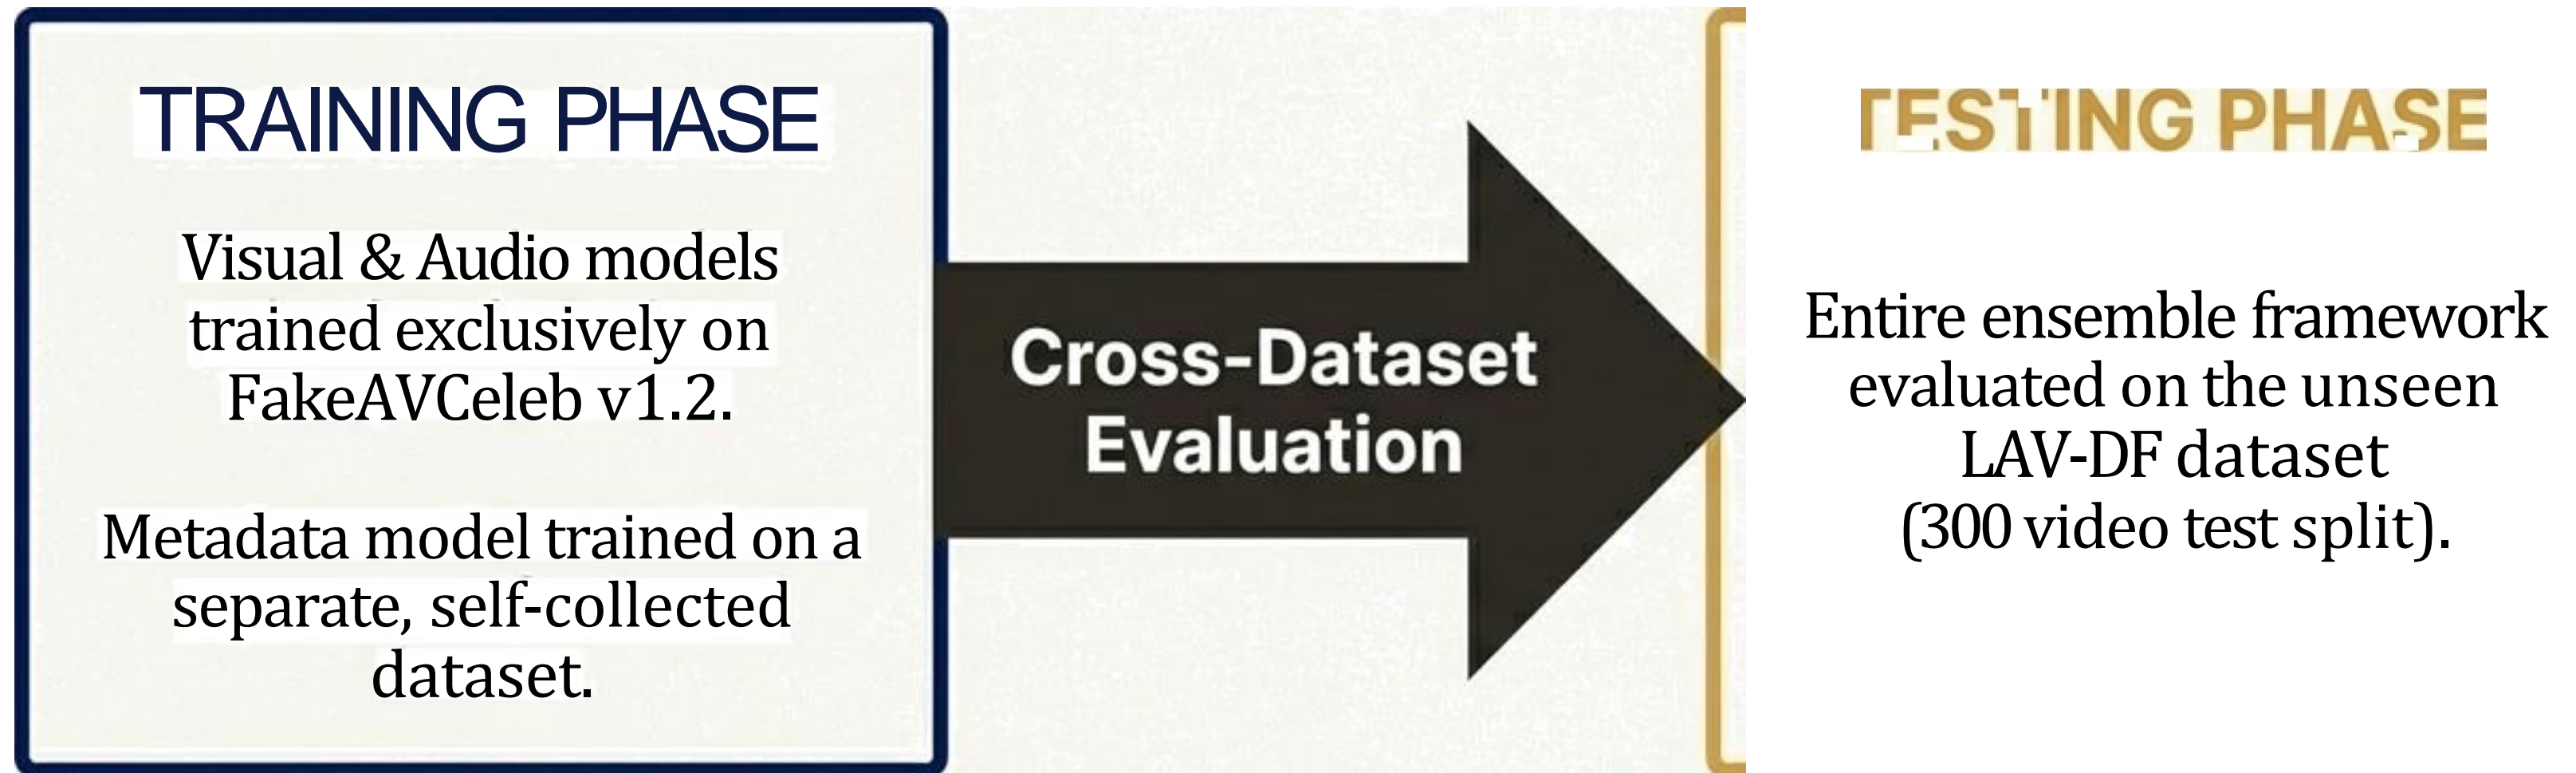 TRAINING PHASE
Visual & Audio models
trained exclusively on
FakeAVCeleb v1.2.
Metadata model trained on a
separate, self-collected
dataset.
Cross-Dataset
Evaluation
TESTING PHASE
Entire ensemble framework
evaluated on the unseen
LAV-DF dataset
(300 video test split).